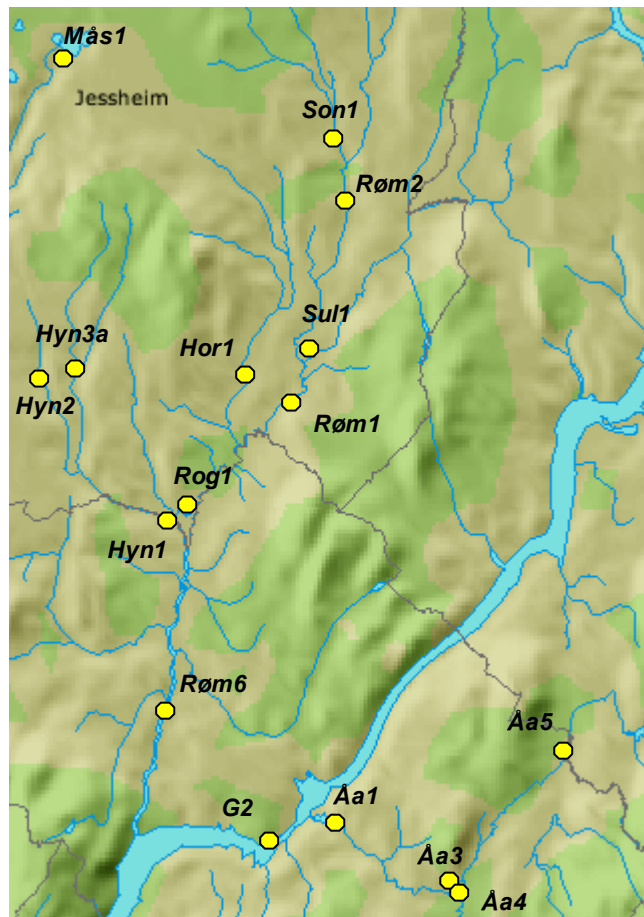 Mås1
Jessheim
Son1
Røm2
Sul1
Hyn3a
Hor1
Hyn2
Røm1
Rog1
Hyn1
Røm6
Åa5
G2
Åa1
Åa3
Åa4